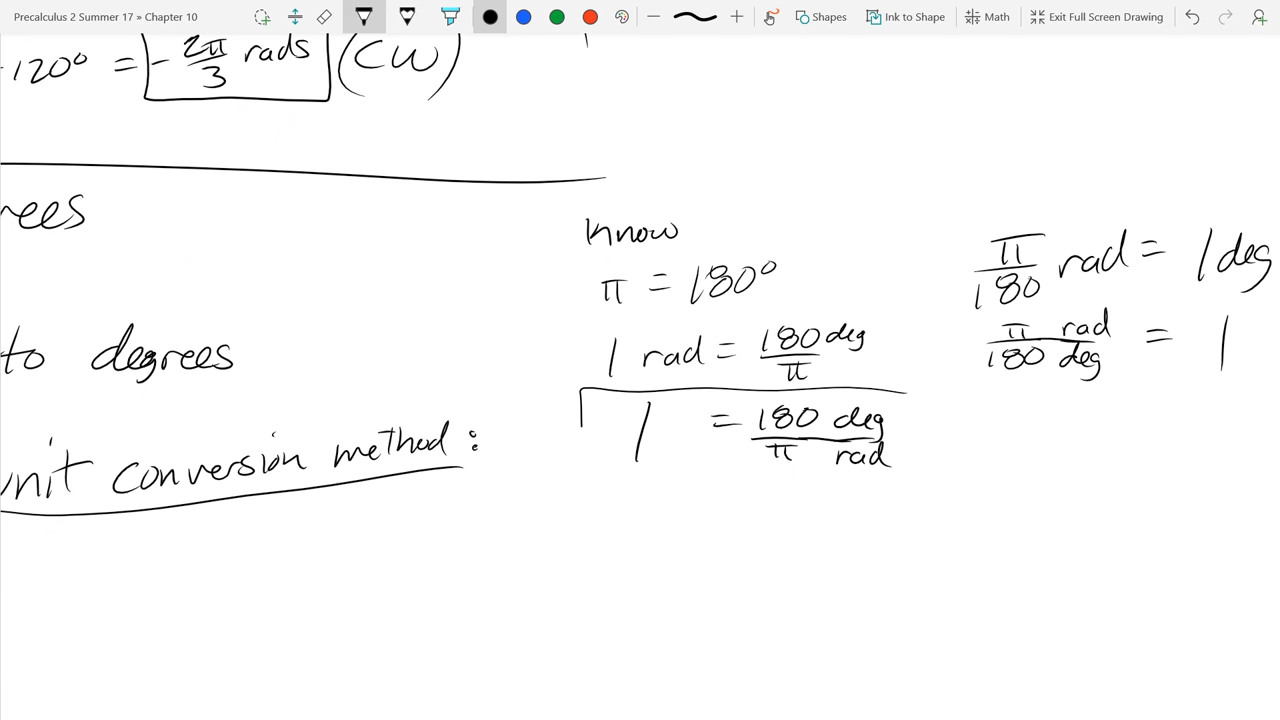 Precalculus 2 Summer 17 » Chapter 10
Shapes
Ink to Shape
Math
Exit Full Screen Drawing
-120° = -2π/3 rads (CW)
rees
to degrees
unit conversion method:
Know
π = 180°
1 rad = 180 deg/π
1 = 180 deg/π rad
π/180 rad = 1 deg
π rad/180 deg = 1